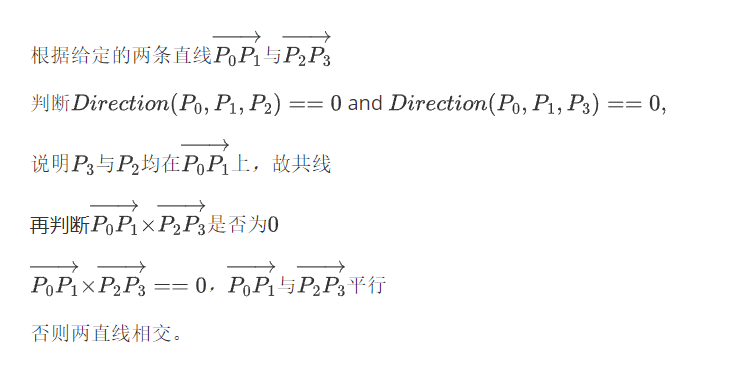 根据给定的两条直线$\overrightarrow{P_0P_1}$与$\overrightarrow{P_2P_3}$
判断$Direction(P_0, P_1, P_2) == 0$ and $Direction(P_0, P_1, P_3) == 0$,
说明$P_3$与$P_2$均在$\overrightarrow{P_0P_1}$上，故共线
再判断$\overrightarrow{P_0P_1}$×$\overrightarrow{P_2P_3}$是否为0
$\overrightarrow{P_0P_1}$×$\overrightarrow{P_2P_3} == 0$，$\overrightarrow{P_0P_1}$与$\overrightarrow{P_2P_3}$平行
否则两直线相交。